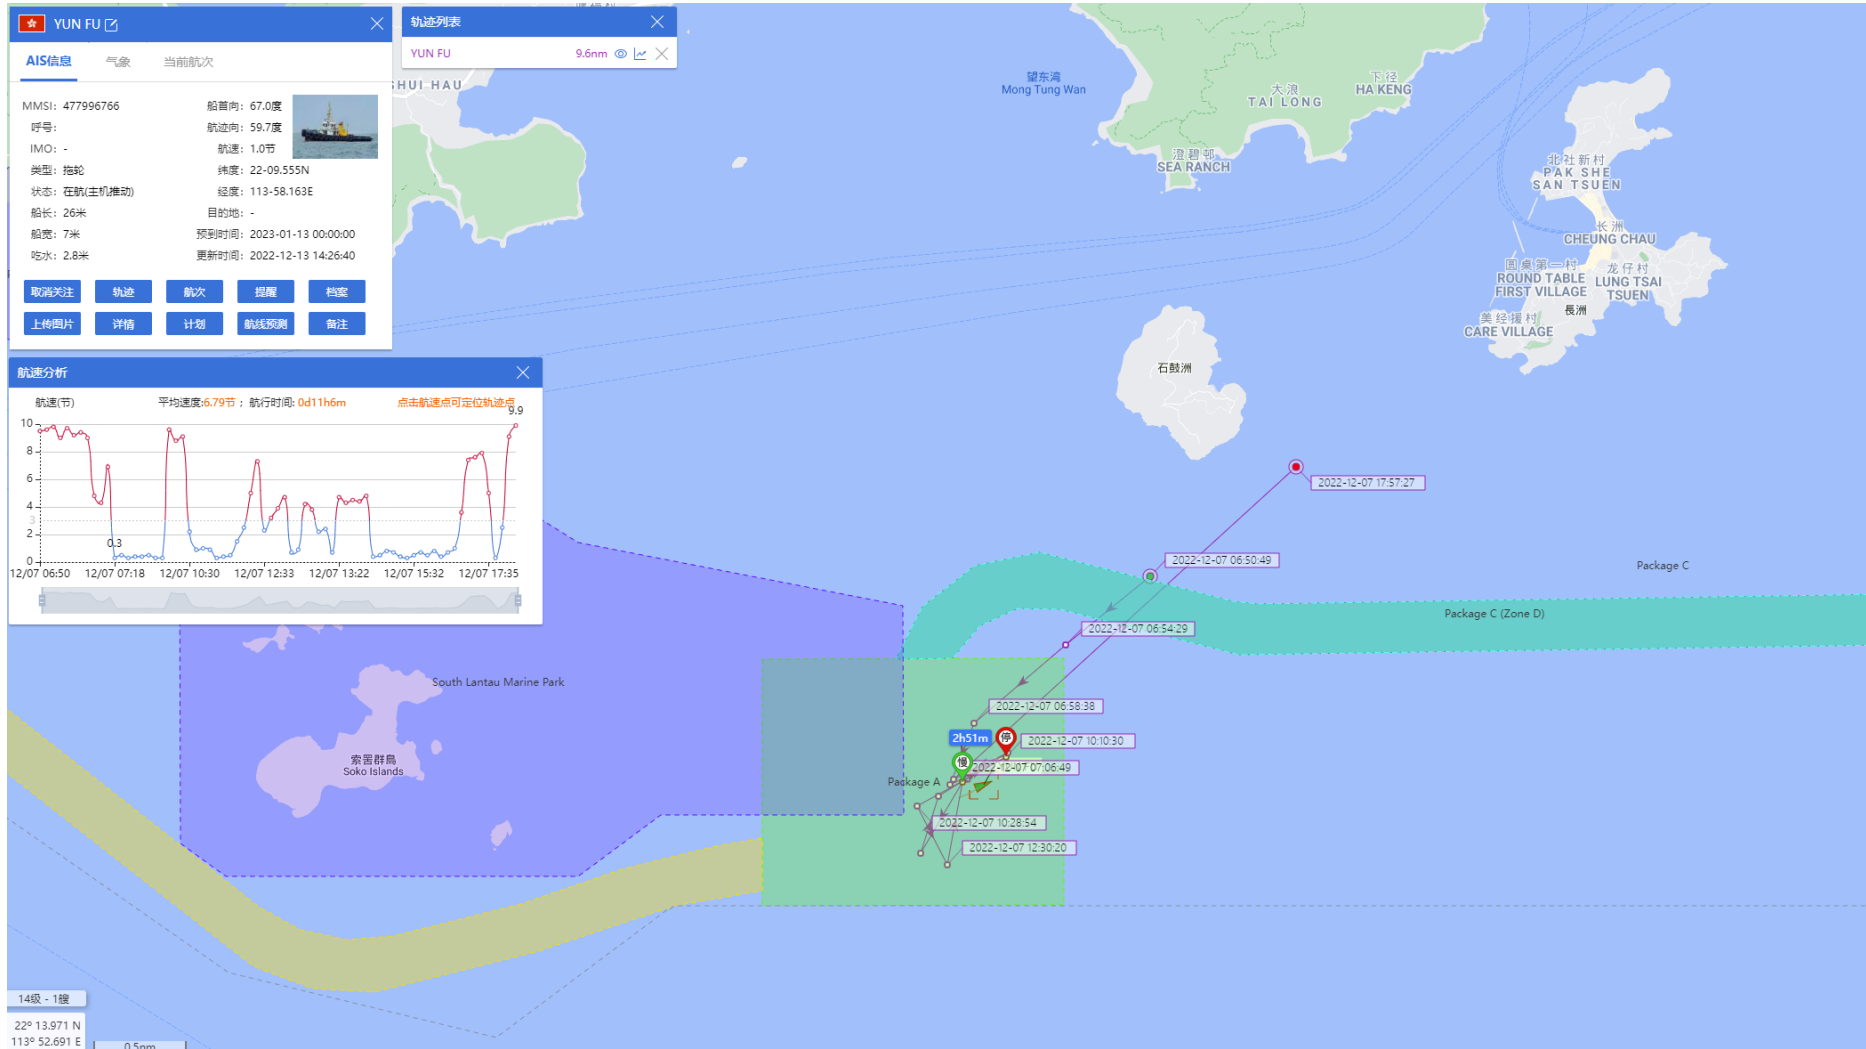 YUN FU
AIS信息
气象
当前航次
MMSI: 477996766
船首向: 67.0度
呼号:
航迹向: 59.7度
IMO: -
航速: 1.0节
类型: 拖轮
纬度: 22-09.555N
状态: 在航(主机推动)
经度: 113-58.163E
船长: 26米
目的地: -
船宽: 7米
预到时间: 2023-01-13 00:00:00
吃水: 2.8米
更新时间: 2022-12-13 14:26:40
取消关注
轨迹
航次
提醒
档案
上传图片
详情
计划
航线预测
备注
轨迹列表
YUN FU
9.6nm
航速分析
航速(节)
平均速度:6.79节 ; 航行时间: 0d11h6m
点击航速点可定位轨迹点
9.9
10
8
6
4
3
2
0
0.3
12/07 06:50
12/07 07:18
12/07 10:30
12/07 12:33
12/07 13:22
12/07 15:32
12/07 17:35
SHUI HAU
望东湾
Mong Tung Wan
大浪
TAI LONG
下径
HA KENG
澄碧邨
SEA RANCH
北社新村
PAK SHE
SAN TSUEN
长洲
CHEUNG CHAU
圆桌第一村
ROUND TABLE
FIRST VILLAGE
龙仔村
LUNG TSAI
TSUEN
長洲
美经援村
CARE VILLAGE
石鼓洲
2022-12-07 17:57:27
2022-12-07 06:50:49
Package C
Package C (Zone D)
2022-12-07 06:54:29
South Lantau Marine Park
2022-12-07 06:58:38
2h51m
停
2022-12-07 10:10:30
慢
2022-12-07 07:06:49
索罟群島
Soko Islands
Package A
2022-12-07 10:28:54
2022-12-07 12:30:20
14级 - 1艘
22º 13.971 N
113º 52.691 E
0.5nm